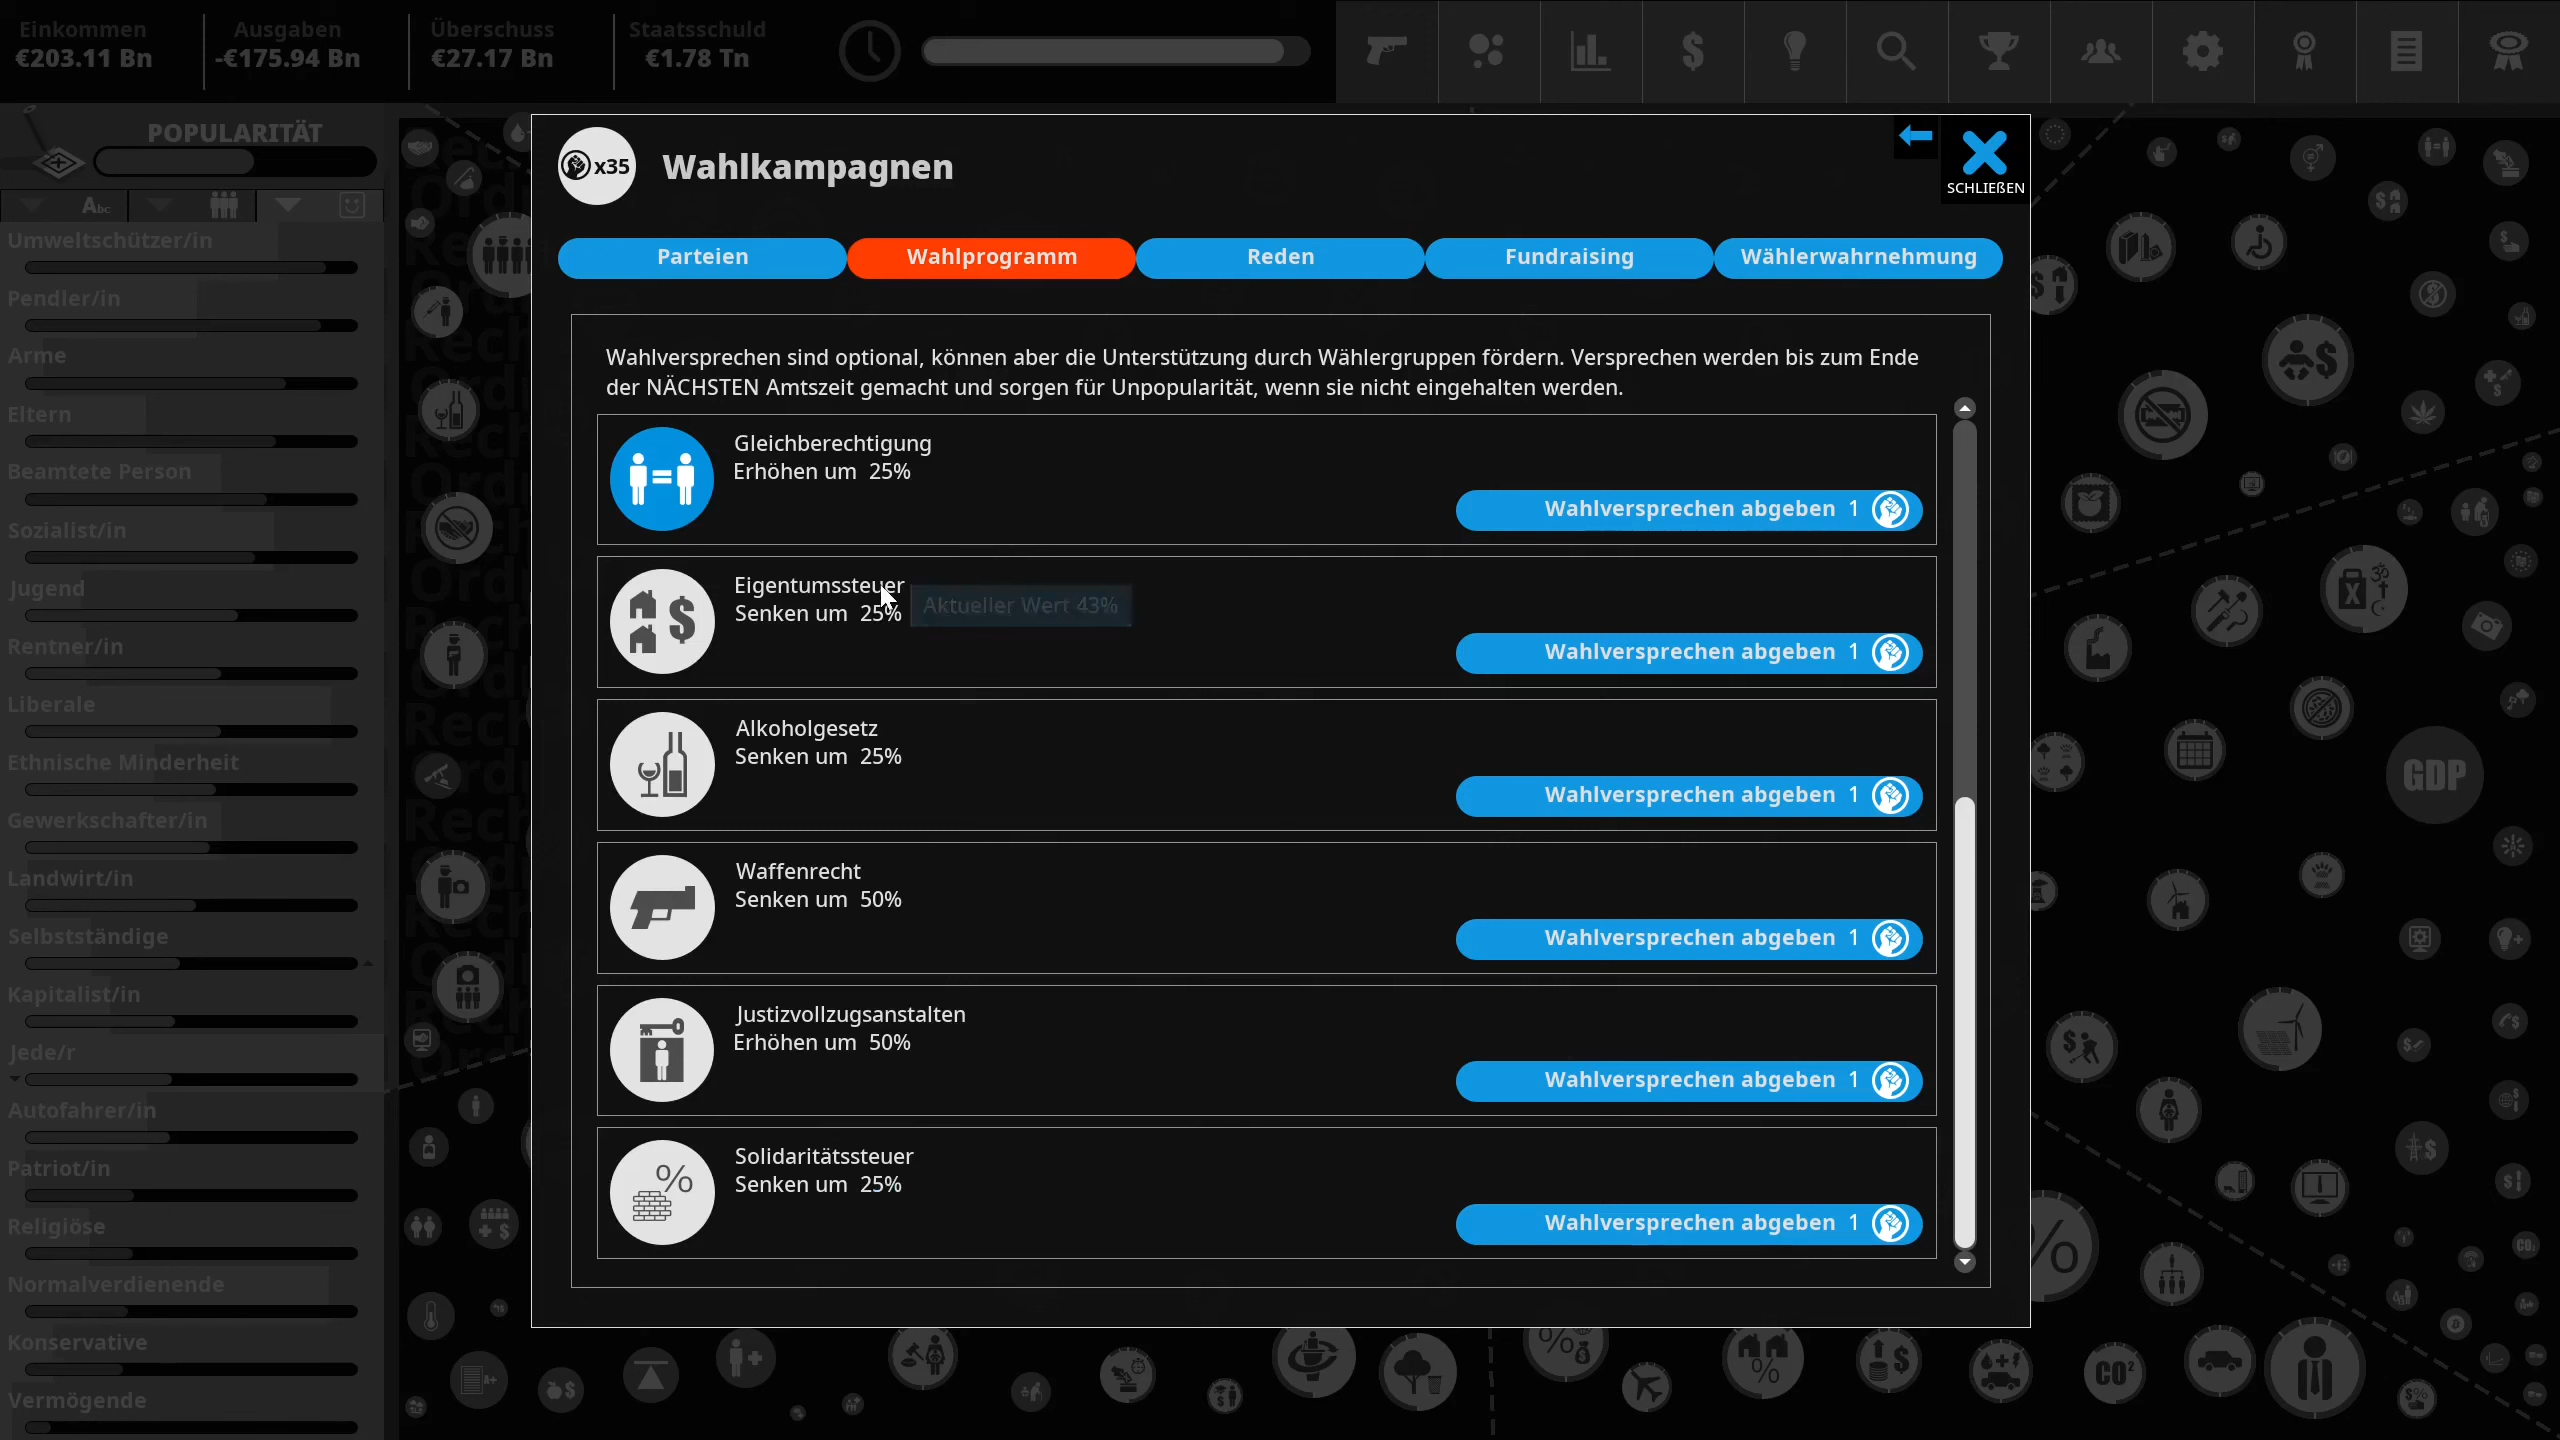 Einkommen
€203.11 Bn
Ausgaben
-€175.94 Bn
Überschuss
€27.17 Bn
Staatsschuld
€1.78 Tn
POPULARITÄT
Abc
Umweltschützer/in
Pendler/in
Arme
Eltern
Beamtete Person
Sozialist/in
Jugend
Rentner/in
Liberale
Ethnische Minderheit
Gewerkschafter/in
Landwirt/in
Selbstständige
Kapitalist/in
Jede/r
Autofahrer/in
Patriot/in
Religiöse
Normalverdienende
Konservative
Vermögende
x35
Wahlkampagnen
SCHLIEßEN
Parteien
Wahlprogramm
Reden
Fundraising
Wählerwahrnehmung
Wahlversprechen sind optional, können aber die Unterstützung durch Wählergruppen fördern. Versprechen werden bis zum Ende
der NÄCHSTEN Amtszeit gemacht und sorgen für Unpopularität, wenn sie nicht eingehalten werden.
Gleichberechtigung
Erhöhen um 25%
Wahlversprechen abgeben 1
Eigentumssteuer
Senken um 25%
Aktueller Wert 43%
Wahlversprechen abgeben 1
Alkoholgesetz
Senken um 25%
Wahlversprechen abgeben 1
Waffenrecht
Senken um 50%
Wahlversprechen abgeben 1
Justizvollzugsanstalten
Erhöhen um 50%
Wahlversprechen abgeben 1
Solidaritätssteuer
Senken um 25%
Wahlversprechen abgeben 1
GDP
CO²